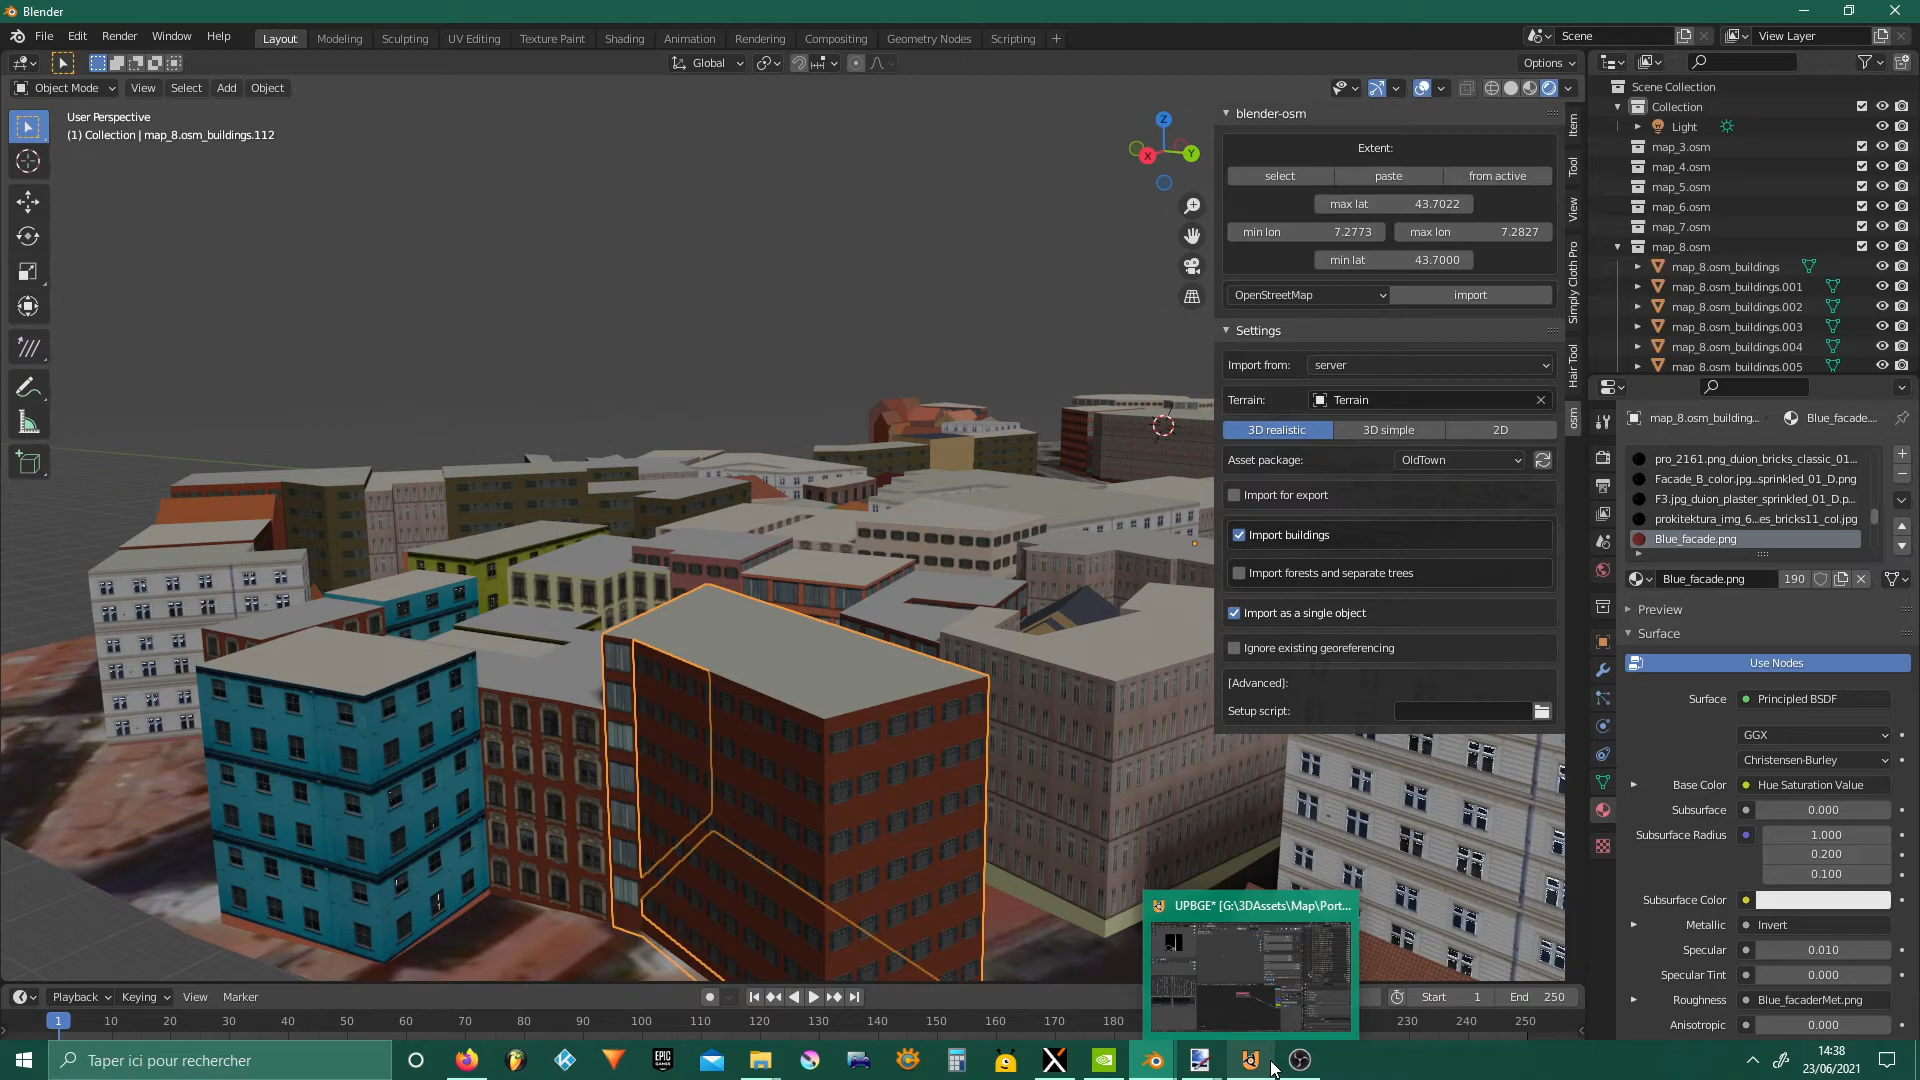 Blender
File Edit Render Window Help
Layout Modeling Sculpting UV Editing Texture Paint Shading Animation Rendering Compositing Geometry Nodes Scripting
Scene View Layer
Global
Options
Object Mode View Select Add Object
User Perspective
(1) Collection | map_8.osm_buildings.112
Z
X
Y
blender-osm
Extent:
select paste from active
max lat 43.7022
min lon 7.2773 max lon 7.2827
min lat 43.7000
OpenStreetMap import
Settings
Import from: server
Terrain: Terrain
3D realistic 3D simple 2D
Asset package: OldTown
Import for export
Import buildings
Import forests and separate trees
Import as a single object
Ignore existing georeferencing
[Advanced]:
Setup script:
Item
Tool
View
Simply Cloth Pro
Hair Tool
osm
Scene Collection
Collection
Light
map_3.osm
map_4.osm
map_5.osm
map_6.osm
map_7.osm
map_8.osm
map_8.osm_buildings
map_8.osm_buildings.001
map_8.osm_buildings.002
map_8.osm_buildings.003
map_8.osm_buildings.004
map_8.osm_buildings.005
map_8.osm_building... Blue_facade....
pro_2161.png_duion_bricks_classic_01...
Facade_B_color.jpg...sprinkled_01_D.png
F3.jpg_duion_plaster_sprinkled_01_D.p...
prokitektura_img_6...es_bricks11_col.jpg
Blue_facade.png
Blue_facade.png 190
Preview
Surface
Use Nodes
Surface Principled BSDF
GGX
Christensen-Burley
Base Color Hue Saturation Value
Subsurface 0.000
Subsurface Radius 1.000
0.200
0.100
Subsurface Color
Metallic Invert
Specular 0.010
Specular Tint 0.000
Roughness Blue_facaderMet.png
Anisotropic 0.000
UPBGE* [G:\3DAssets\Map\Port...
Playback Keying View Marker
Start 1 End 250
1 10 20 30 40 50 60 70 80 90 100 110 120 130 140 150 160 170 180 230 240 250
Taper ici pour rechercher
EPIC GAMES
14:38
23/06/2021